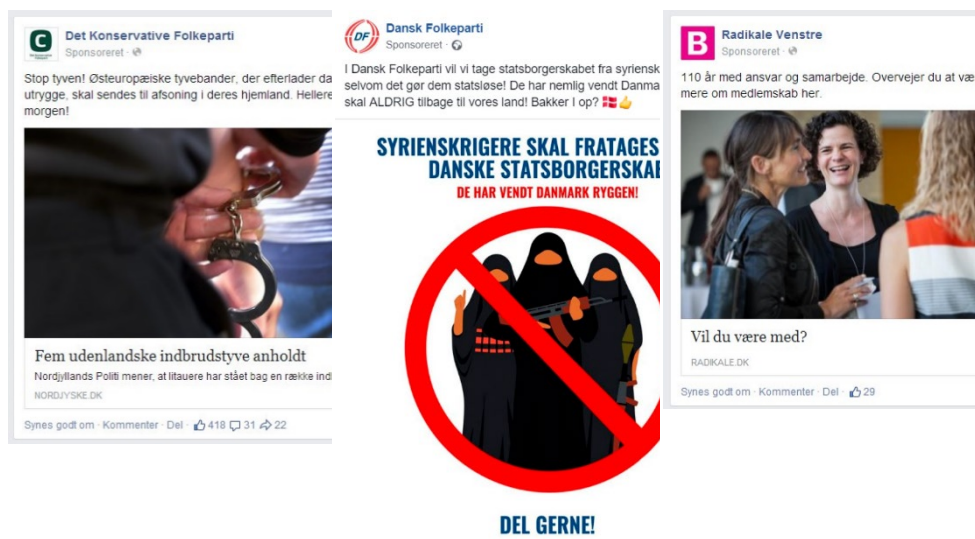 Det Konservative Folkeparti
Sponsoreret ·
Stop tyven! Østeuropæiske tyvebander, der efterlader da
utrygge, skal sendes til afsoning i deres hjemland. Hellere
morgen!
Fem udenlandske indbrudstyve anholdt
Nordjyllands Politi mener, at litauere har stået bag en række ind
NORDJYSKE.DK
Synes godt om · Kommenter · Del · 418 31 22
DF
Dansk Folkeparti
Sponsoreret ·
I Dansk Folkeparti vil vi tage statsborgerskabet fra syriensk
selvom det gør dem statsløse! De har nemlig vendt Danma
skal ALDRIG tilbage til vores land! Bakker I op? 🇩🇰👍
SYRIENSKRIGERE SKAL FRATAGES
DANSKE STATSBORGERSKAB
DE HAR VENDT DANMARK RYGGEN!
DEL GERNE!
B
Radikale Venstre
Sponsoreret ·
110 år med ansvar og samarbejde. Overvejer du at væ
mere om medlemskab her.
Vil du være med?
RADIKALE.DK
Synes godt om · Kommenter · Del · 29